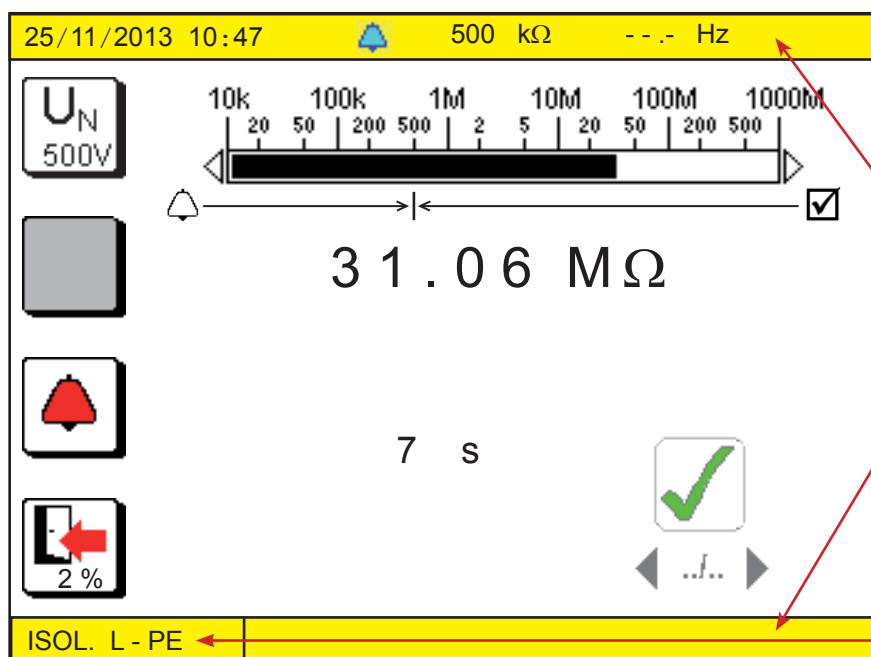 25/11/2013 10:47 500 kΩ - - .- Hz
UN
500V
10k 100k 1M 10M 100M 1000M
20 50 200 500 2 5 20 50 200 500
31.06 MΩ
7 s
2 %
../..
ISOL. L - PE